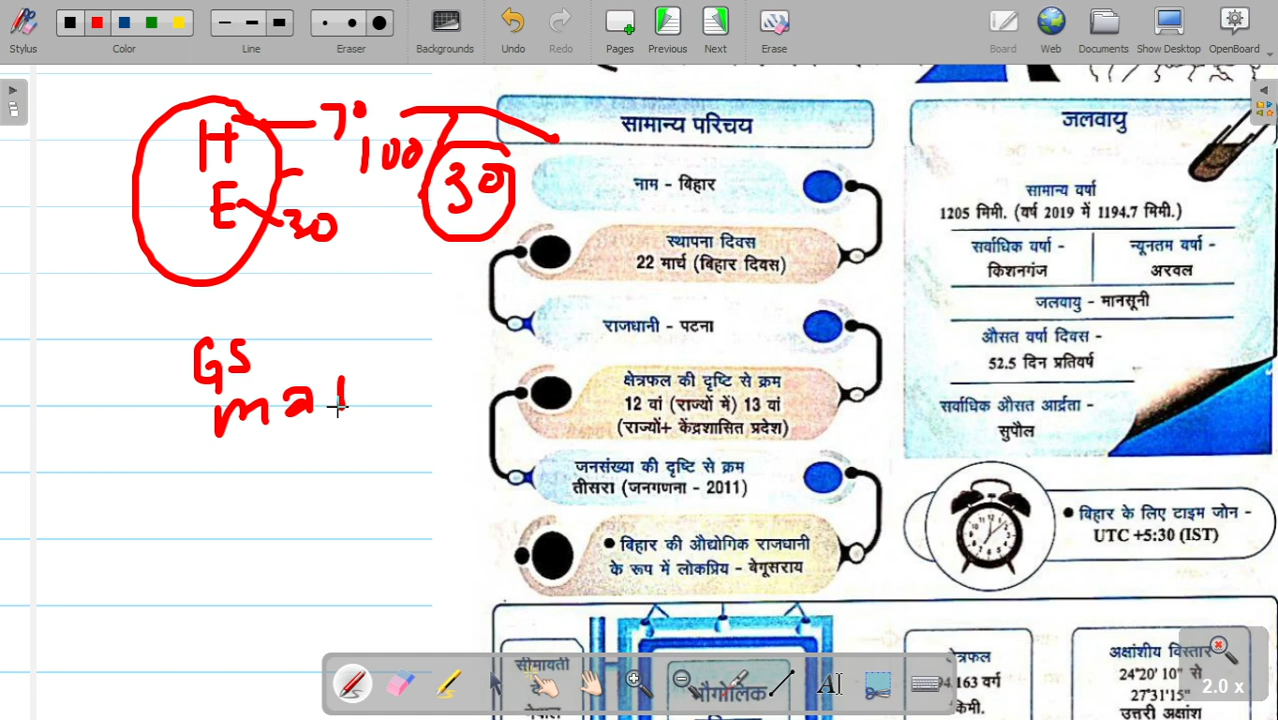 Stylus
Color
Line
Eraser
Backgrounds
Undo
Redo
Pages
Previous
Next
Erase
Board
Web
Documents
Show Desktop
OpenBoard
H
E
100
30
30
GS
सामान्य परिचय
नाम - बिहार
स्थापना दिवस
22 मार्च (बिहार दिवस)
राजधानी - पटना
क्षेत्रफल की दृष्टि से क्रम
12 वां (राज्यों में) 13 वां
(राज्यों+ केंद्रशासित प्रदेश)
जनसंख्या की दृष्टि से क्रम
तीसरा (जनगणना - 2011)
बिहार की औद्योगिक राजधानी
के रूप में लोकप्रिय - बेगूसराय
जलवायु
सामान्य वर्षा
1205 मिमी. (वर्ष 2019 में 1194.7 मिमी.)
सर्वाधिक वर्षा -
किशनगंज
न्यूनतम वर्षा -
अरवल
जलवायु - मानसूनी
औसत वर्षा दिवस -
52.5 दिन प्रतिवर्ष
सर्वाधिक औसत आर्द्रता -
सुपौल
बिहार के लिए टाइम जोन -
UTC +5:30 (IST)
सीमावती
भौगोलिक
163 वर्ग
किमी.
अक्षांशीय विस्तार
24°20' 10" से
27°31'15"
उत्तरी अक्षांश
2.0 x